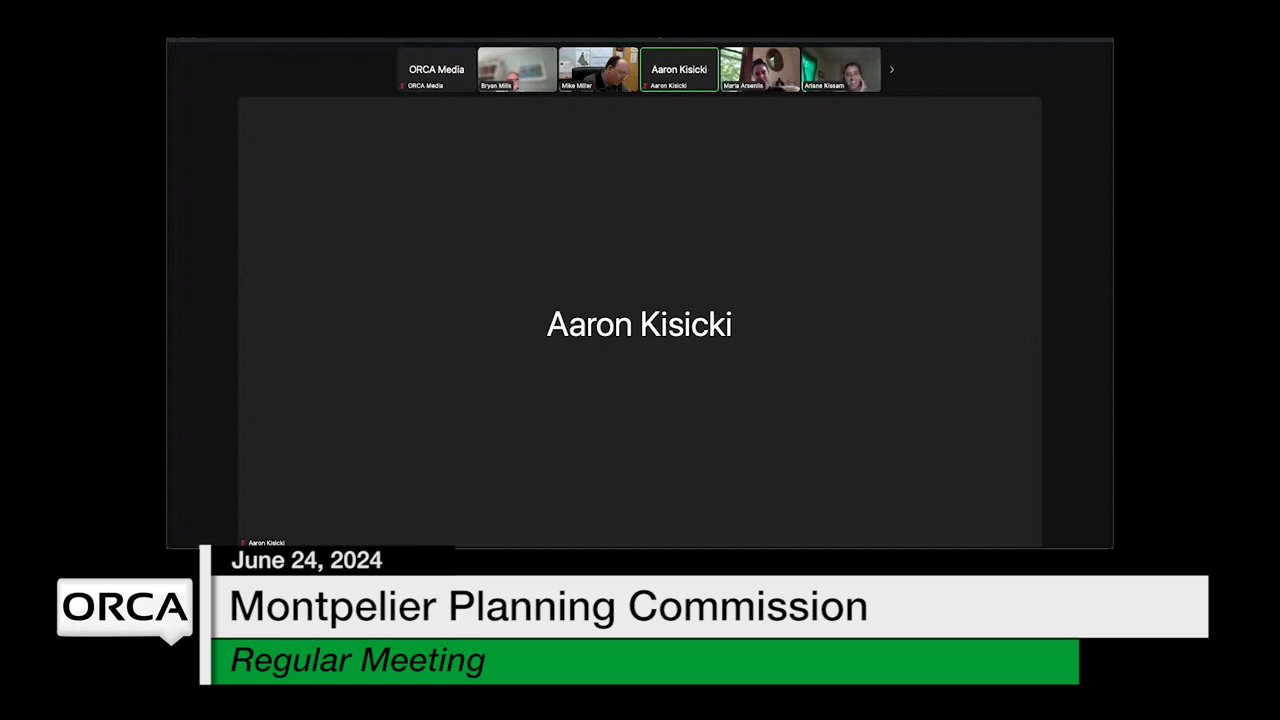 ORCA Media
Aaron Kisicki
ORCA Media
Bryan Mills
Mike Miller
Aaron Kisicki
Maria Arsenlis
Ariane Kissam
Aaron Kisicki
Aaron Kisicki
June 24, 2024
ORCA
Montpelier Planning Commission
Regular Meeting